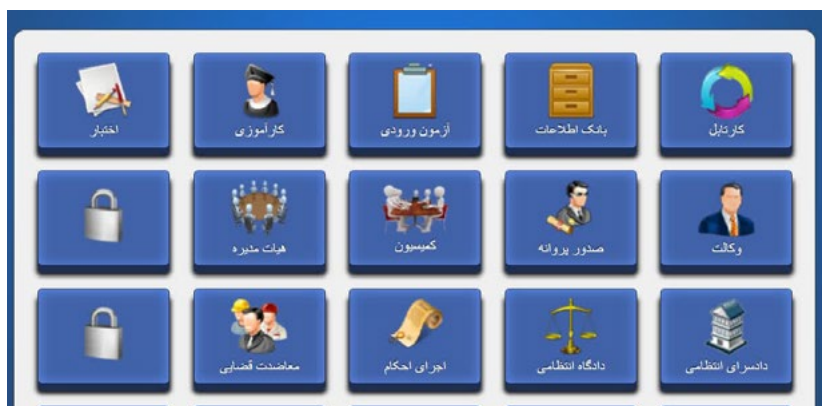 کارتابل
بانک اطلاعات
آزمون ورودی
کارآموزی
اختبار
وکالت
صدور پروانه
کمیسیون
هیات مدیره
دادسرای انتظامی
دادگاه انتظامی
اجرای احکام
معاضدت قضایی